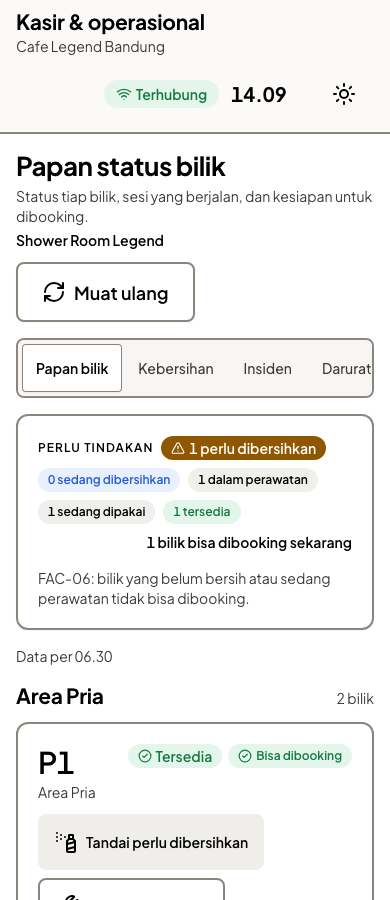 Kasir & operasional
Cafe Legend Bandung
Terhubung 14.09
Papan status bilik
Status tiap bilik, sesi yang berjalan, dan kesiapan untuk
dibooking.
Shower Room Legend
Muat ulang
Papan bilik Kebersihan Insiden Darurat
PERLU TINDAKAN 1 perlu dibersihkan
0 sedang dibersihkan 1 dalam perawatan
1 sedang dipakai 1 tersedia
1 bilik bisa dibooking sekarang
FAC-06: bilik yang belum bersih atau sedang
perawatan tidak bisa dibooking.
Data per 06.30
Area Pria 2 bilik
P1 Tersedia Bisa dibooking
Area Pria
Tandai perlu dibersihkan